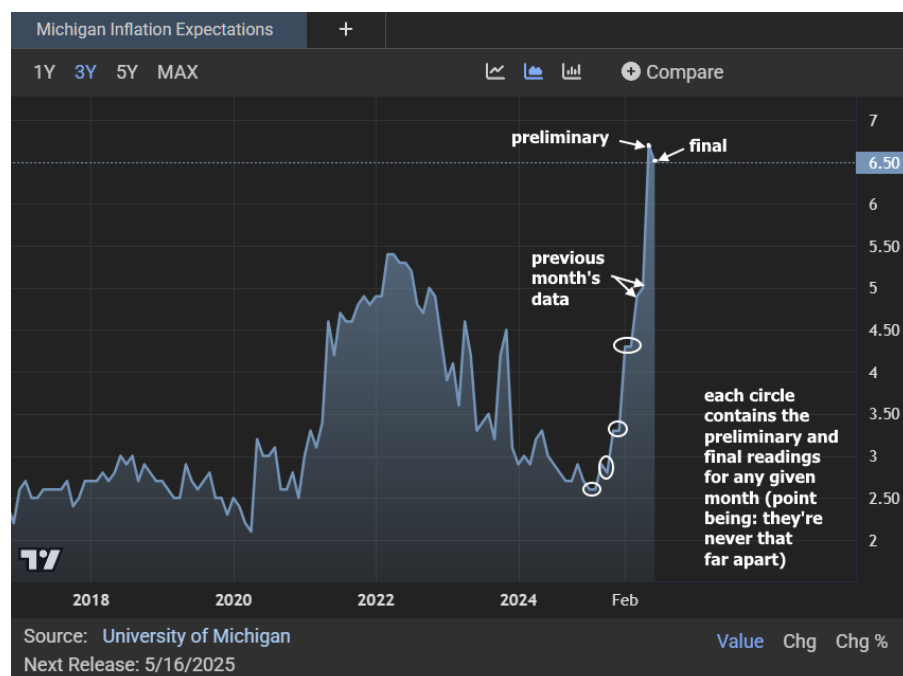 Michigan Inflation Expectations
+
1Y 3Y 5Y MAX
Compare
7
preliminary
final
6.50
6
5.50
previous
month's
data
5
4.50
4
each circle
contains the
preliminary and
final readings
for any given
month (point
being: they're
never that
far apart)
3.50
3
2.50
2
2018 2020 2022 2024 Feb
Source: University of Michigan
Value Chg Chg %
Next Release: 5/16/2025